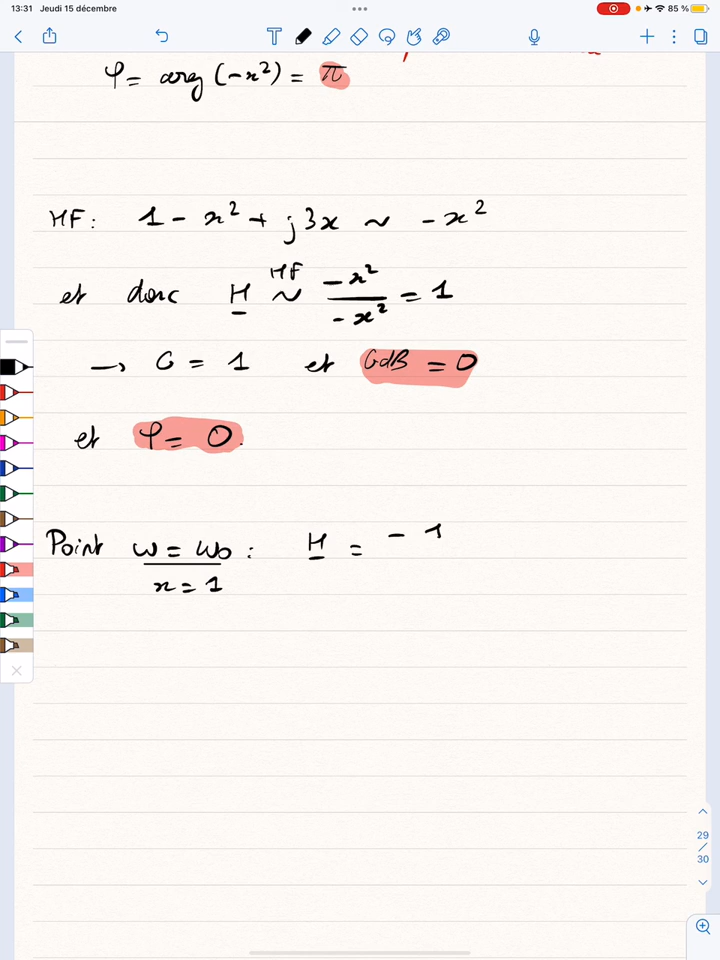 13:31 Jeudi 15 décembre
85 %
φ = arg (-x²) = π
HF: 1 - x² + j3x ~ -x²
et donc H HF ~ -x² / -x² = 1
→ G = 1 et GdB = 0
et φ = 0.
Point ω = ω0 : H = - 1
x = 1
29
/
30